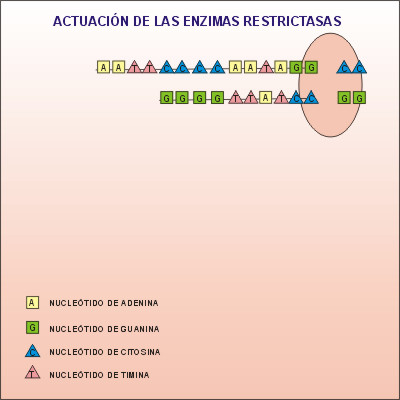 ACTUACIÓN DE LAS ENZIMAS RESTRICTASAS
A A T T C C C C A A T A G G C C
G G G G T T A T C C G G
A NUCLEÓTIDO DE ADENINA
G NUCLEÓTIDO DE GUANINA
C NUCLEÓTIDO DE CITOSINA
T NUCLEÓTIDO DE TIMINA